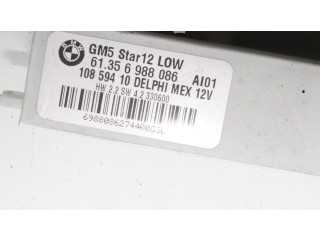 BMW
GM5 Star12 LOW
61.35 6 988 086 AI01
108 594 10 DELPHI MEX 12V
HW 2.2 SW 4.2 330600